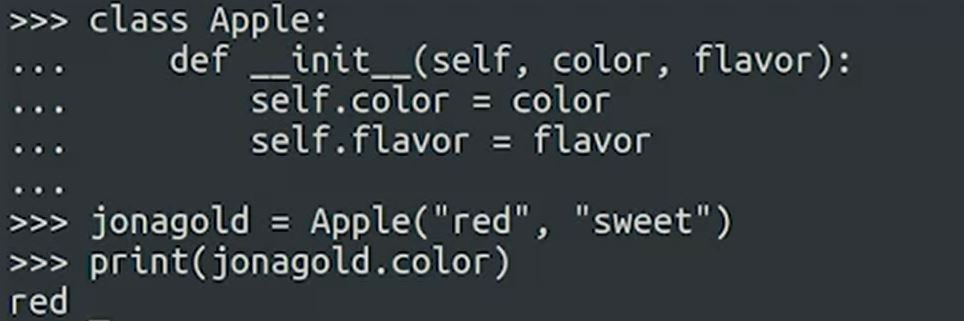 >>> class Apple:
...     def __init__(self, color, flavor):
...         self.color = color
...         self.flavor = flavor
...
>>> jonagold = Apple("red", "sweet")
>>> print(jonagold.color)
red